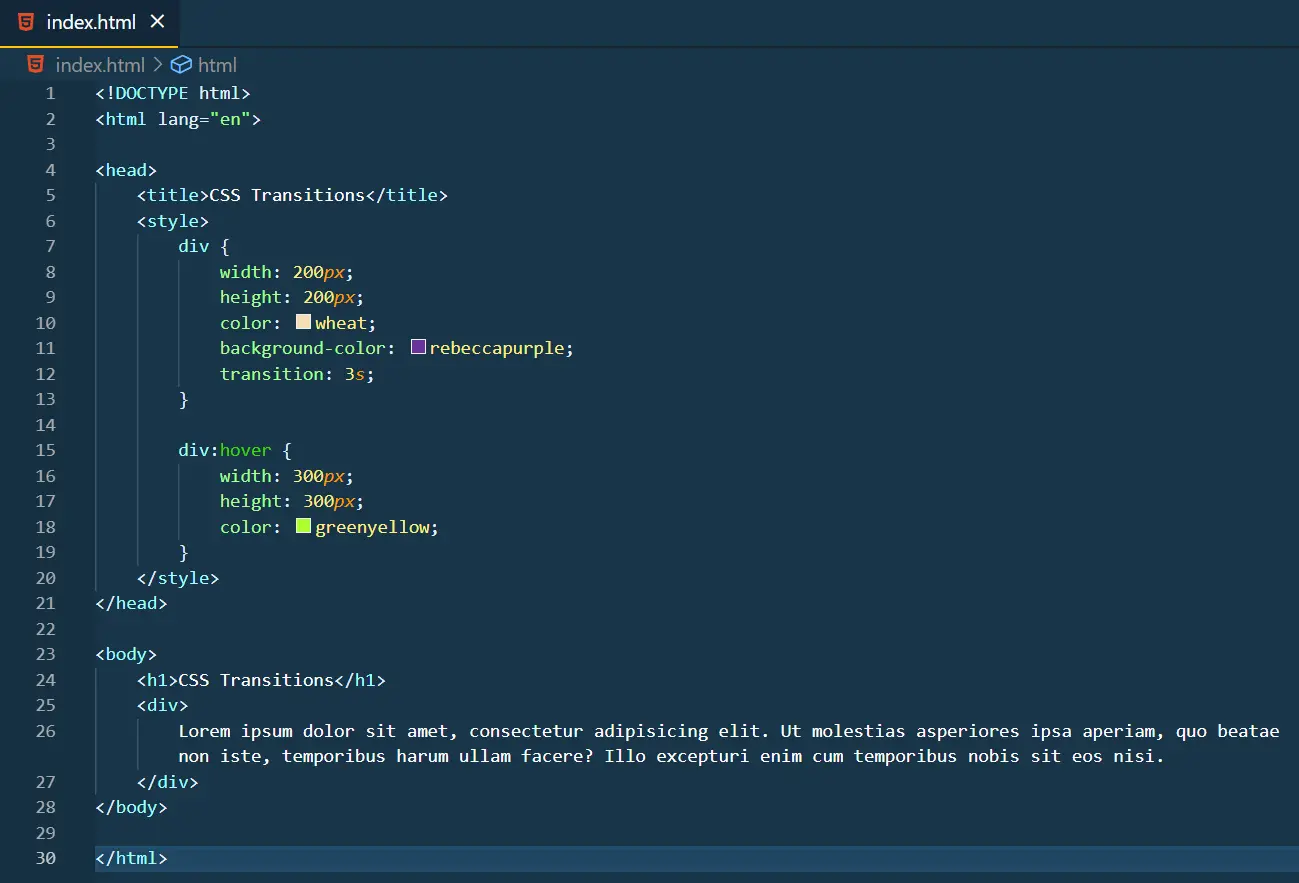 index.html
index.html > html
1 <!DOCTYPE html>
2 <html lang="en">
3
4 <head>
5     <title>CSS Transitions</title>
6     <style>
7         div {
8             width: 200px;
9             height: 200px;
10             color: wheat;
11             background-color: rebeccapurple;
12             transition: 3s;
13         }
14
15         div:hover {
16             width: 300px;
17             height: 300px;
18             color: greenyellow;
19         }
20     </style>
21 </head>
22
23 <body>
24     <h1>CSS Transitions</h1>
25     <div>
26         Lorem ipsum dolor sit amet, consectetur adipisicing elit. Ut molestias asperiores ipsa aperiam, quo beatae
non iste, temporibus harum ullam facere? Illo excepturi enim cum temporibus nobis sit eos nisi.
27     </div>
28 </body>
29
30 </html>